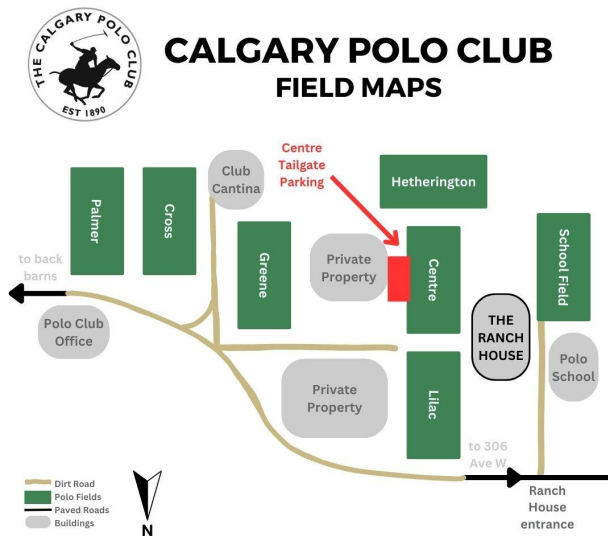 THE CALGARY POLO CLUB
EST 1890
CALGARY POLO CLUB
FIELD MAPS
Centre
Tailgate
Parking
Club
Cantina
Hetherington
Palmer
Cross
Greene
Private
Property
Centre
School Field
to back
barns
Polo Club
Office
THE
RANCH
HOUSE
Polo
School
Private
Property
Lilac
to 306
Ave W
Ranch
House
entrance
Dirt Road
Polo Fields
Paved Roads
Buildings
N